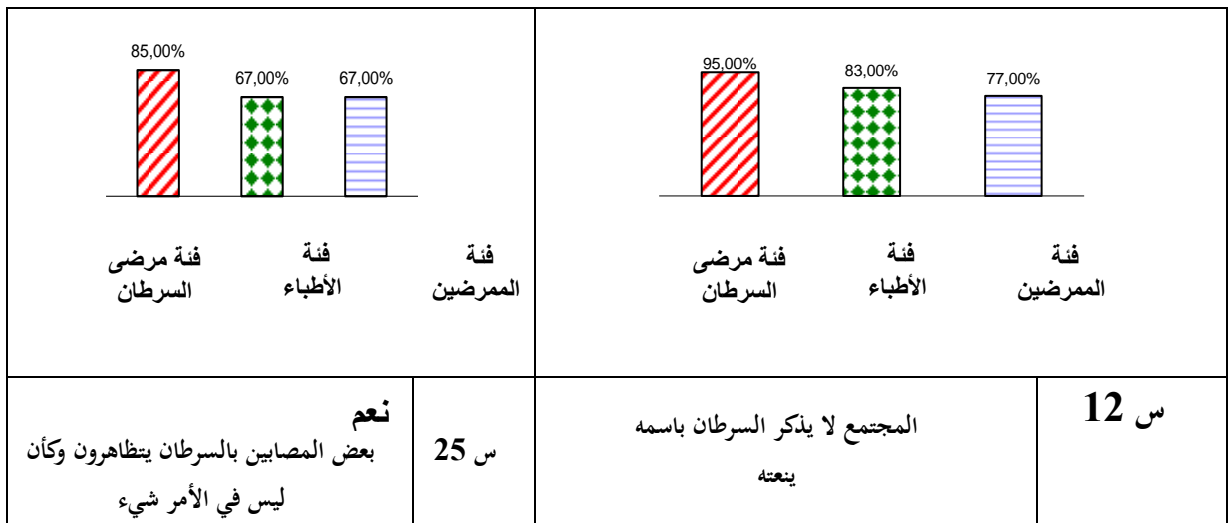 95,00%
83,00%
77,00%
فئة مرضى
السرطان
فئة
الأطباء
فئة
الممرضين
85,00%
67,00%
67,00%
فئة مرضى
السرطان
فئة
الأطباء
فئة
الممرضين
س 12
المجتمع لا يذكر السرطان باسمه
ينعته
س 25
نعم
بعض المصابين بالسرطان يتظاهرون وكأن
ليس في الأمر شيء